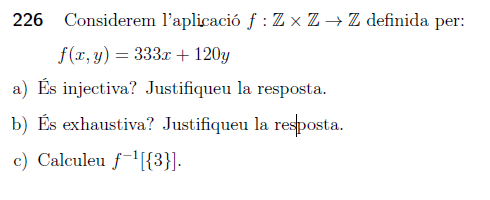 226 Considerem l'aplicació f : ℤ × ℤ → ℤ definida per:
f(x, y) = 333x + 120y
a) És injectiva? Justifiqueu la resposta.
b) És exhaustiva? Justifiqueu la resposta.
c) Calculeu f⁻¹[{3}].